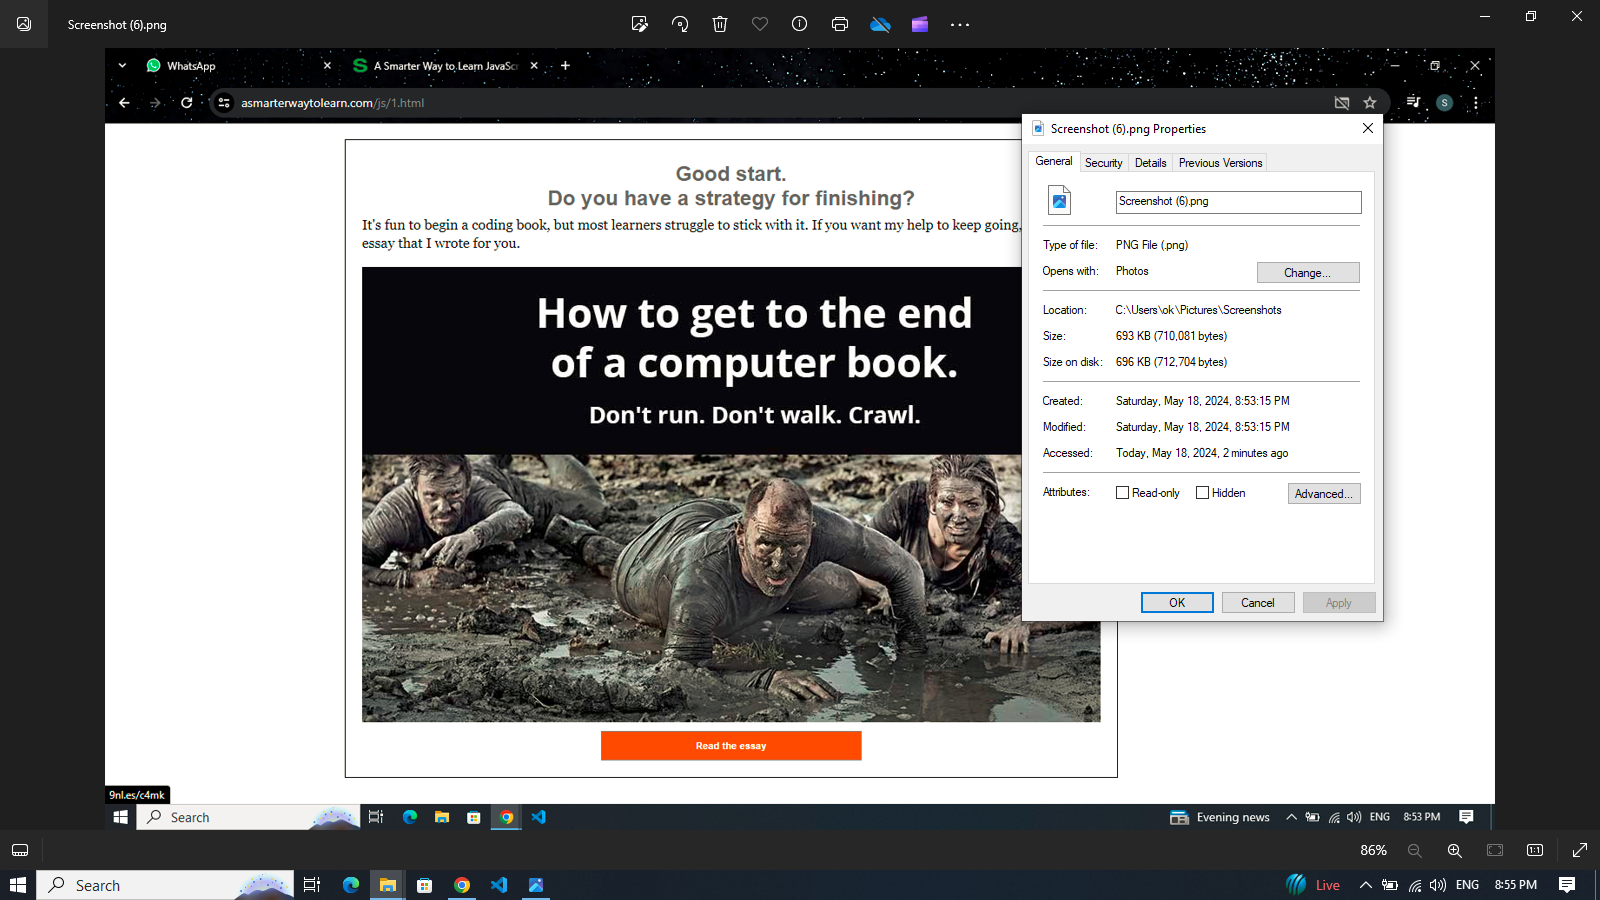 Screenshot (6).png
WhatsApp
A Smarter Way to Learn JavaScr
asmarterwaytolearn.com/js/1.html
S
Good start.
Do you have a strategy for finishing?
It's fun to begin a coding book, but most learners struggle to stick with it. If you want my help to keep going,
essay that I wrote for you.
How to get to the end
of a computer book.
Don't run. Don't walk. Crawl.
Read the essay
9nl.es/c4mk
Screenshot (6).png Properties
General Security Details Previous Versions
Screenshot (6).png
Type of file: PNG File (.png)
Opens with: Photos Change...
Location: C:\Users\ok\Pictures\Screenshots
Size: 693 KB (710,081 bytes)
Size on disk: 696 KB (712,704 bytes)
Created: Saturday, May 18, 2024, 8:53:15 PM
Modified: Saturday, May 18, 2024, 8:53:15 PM
Accessed: Today, May 18, 2024, 2 minutes ago
Attributes: Read-only Hidden Advanced...
OK Cancel Apply
Search Evening news ENG 8:53 PM
86% 1:1
Search Live ENG 8:55 PM